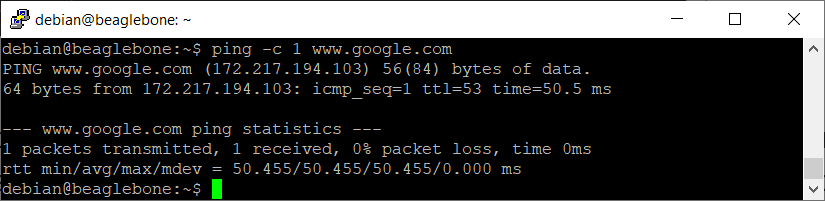 debian@beaglebone: ~
debian@beaglebone:~$ ping -c 1 www.google.com
PING www.google.com (172.217.194.103) 56(84) bytes of data.
64 bytes from 172.217.194.103: icmp_seq=1 ttl=53 time=50.5 ms
--- www.google.com ping statistics ---
1 packets transmitted, 1 received, 0% packet loss, time 0ms
rtt min/avg/max/mdev = 50.455/50.455/50.455/0.000 ms
debian@beaglebone:~$